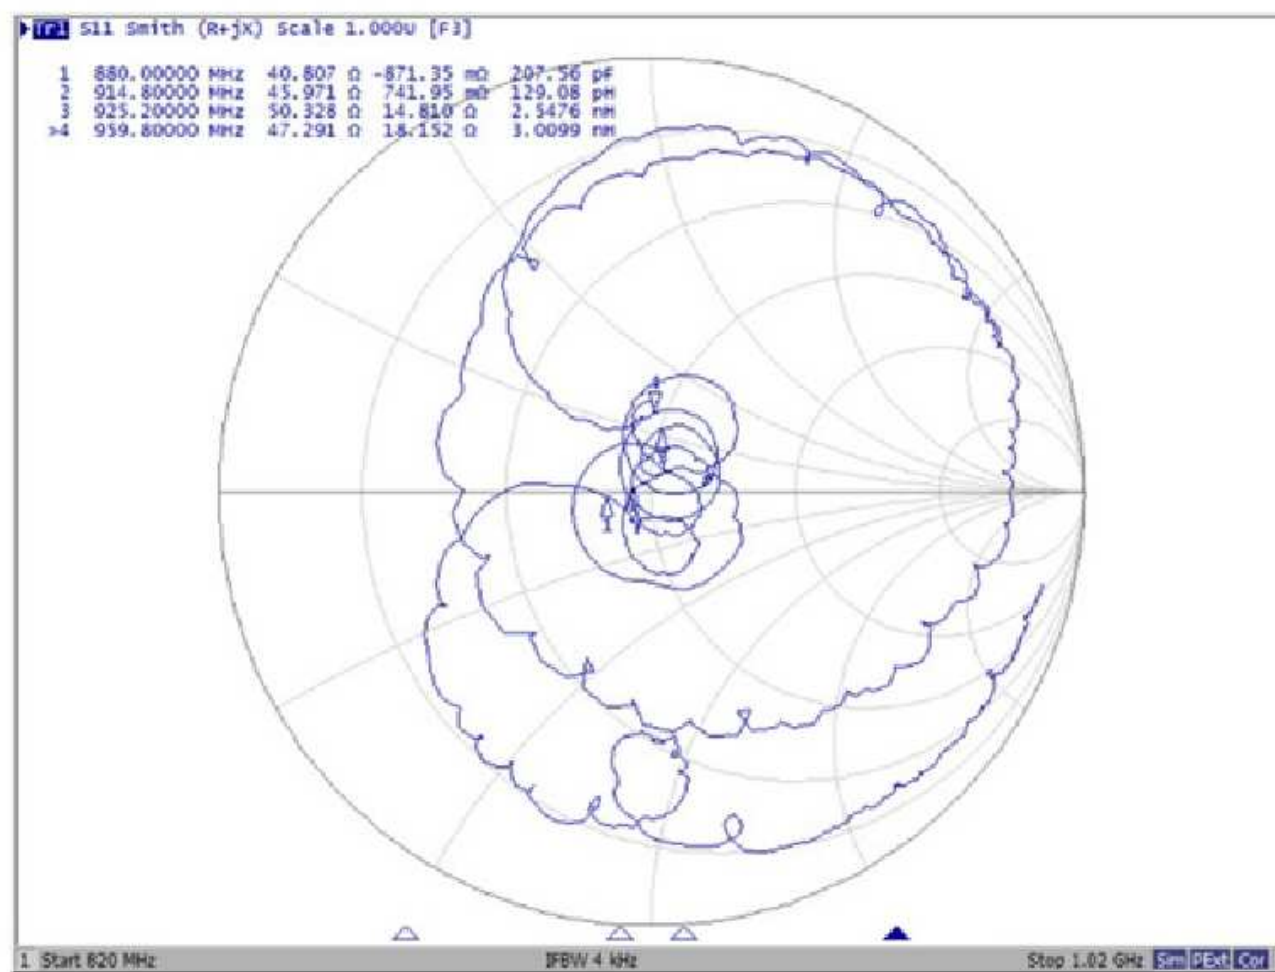 Tr1 S11 Smith (R+jX) Scale 1.000U [F3]
1 880.00000 MHz 40.807 Ω -871.35 mΩ 207.56 pF
2 914.80000 MHz 45.971 Ω 741.95 mΩ 129.08 pH
3 925.20000 MHz 50.328 Ω 14.810 Ω 2.5476 nH
>4 959.80000 MHz 47.291 Ω 18.152 Ω 3.0099 nH
1 Start 820 MHz IFBW 4 kHz Stop 1.02 GHz Sim PExt Cor